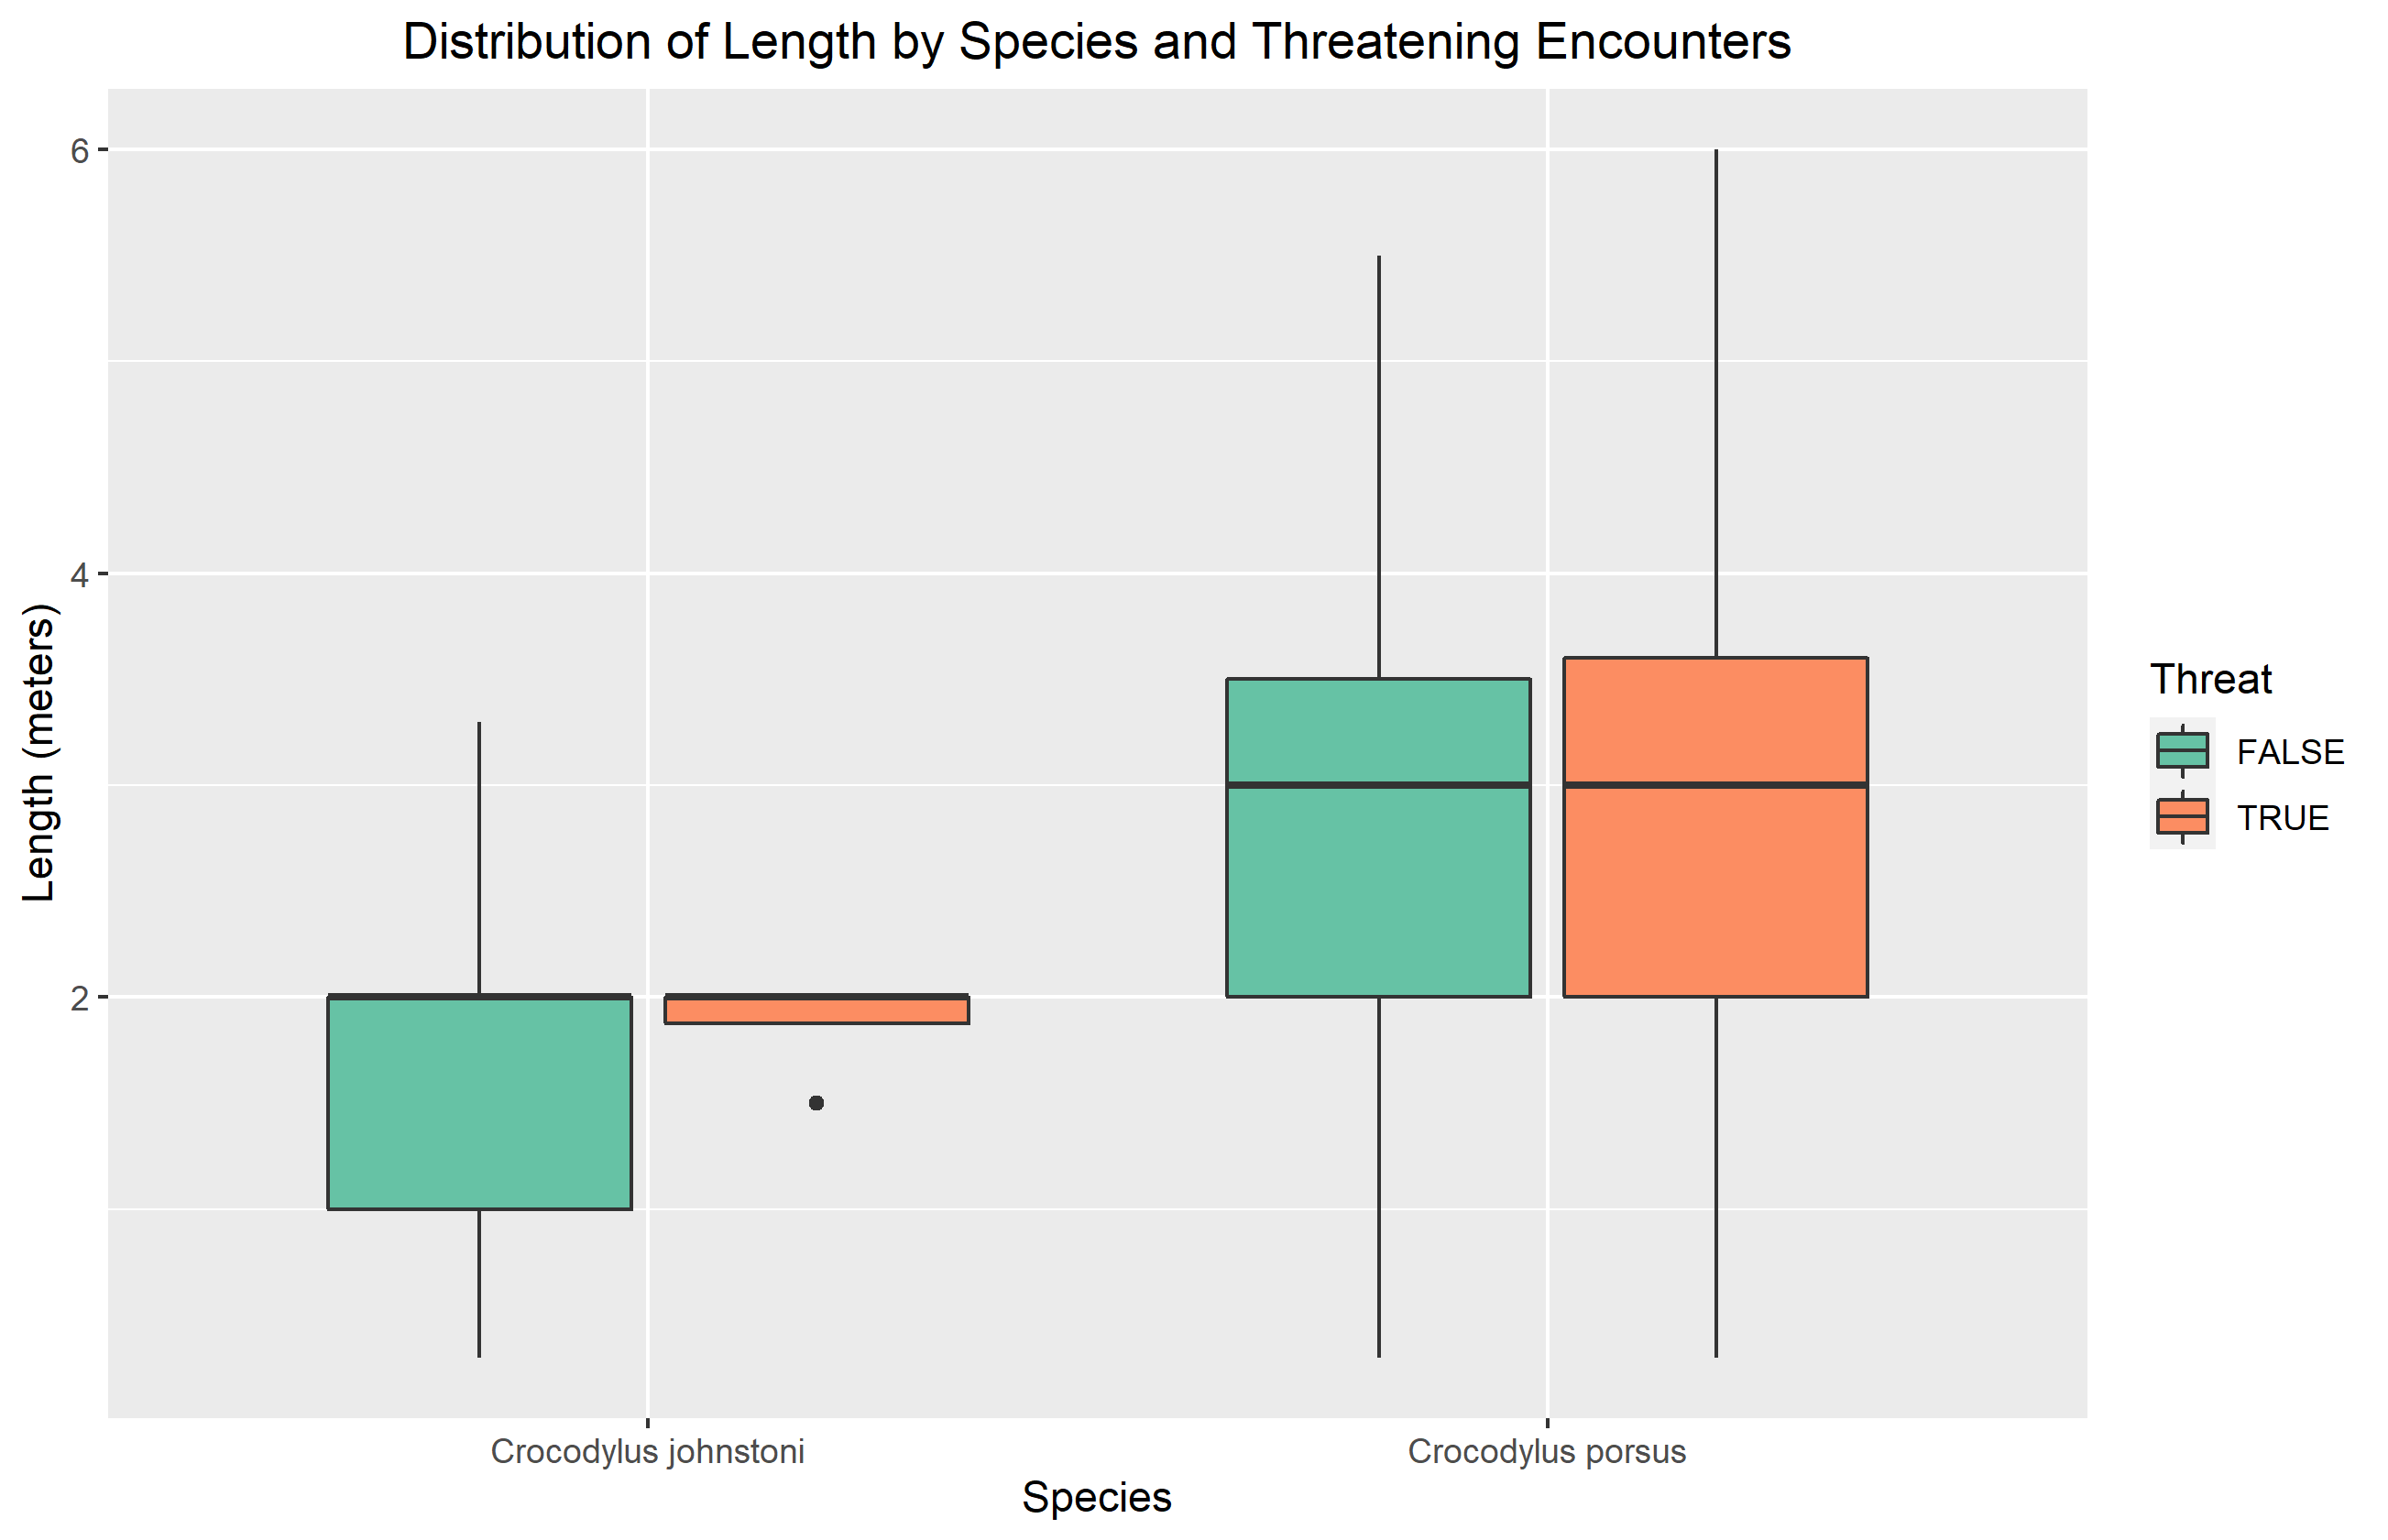 Distribution of Length by Species and Threatening Encounters
6
4
2
Length (meters)
Crocodylus johnstoni
Crocodylus porsus
Species
Threat
FALSE
TRUE